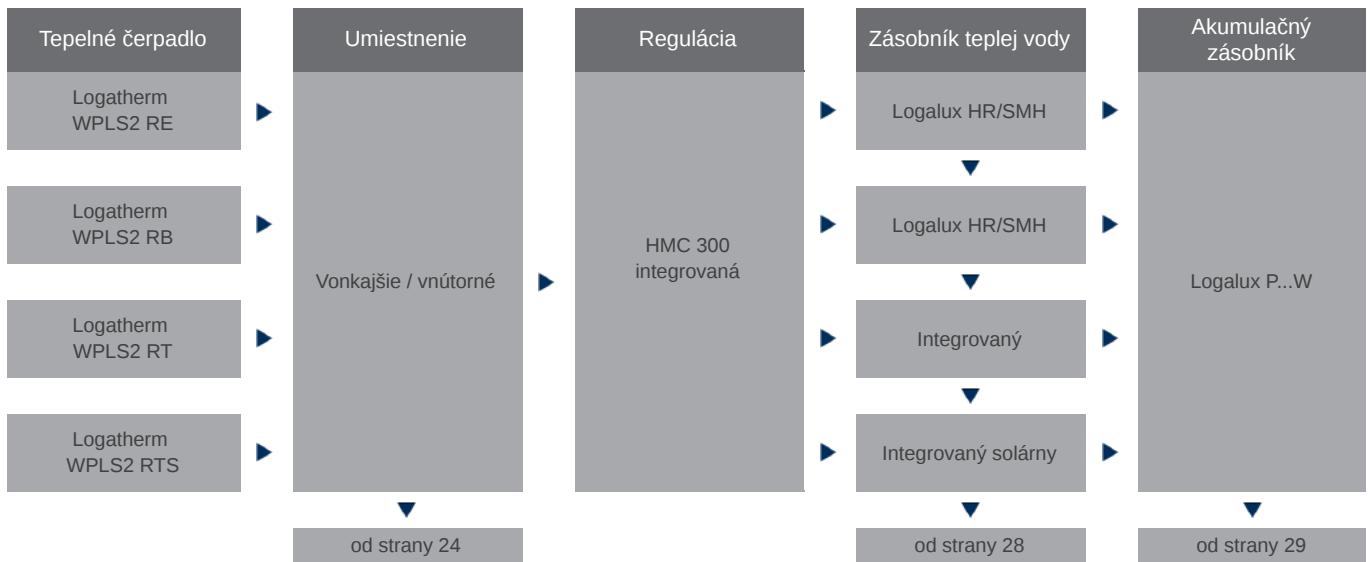 Tepelné čerpadlo
Umiestnenie
Regulácia
Zásobník teplej vody
Akumulačný
zásobník
Logatherm
WPLS2 RE
Logatherm
WPLS2 RB
Logatherm
WPLS2 RT
Logatherm
WPLS2 RTS
Vonkajšie / vnútorné
HMC 300
integrovaná
Logalux HR/SMH
Logalux HR/SMH
Integrovaný
Integrovaný solárny
Logalux P...W
od strany 24
od strany 28
od strany 29